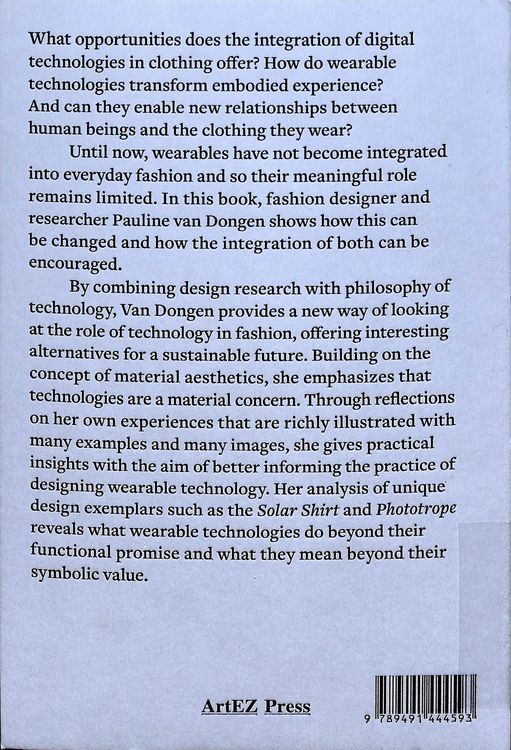 What opportunities does the integration of digital
technologies in clothing offer? How do wearable
technologies transform embodied experience?
And can they enable new relationships between
human beings and the clothing they wear?
Until now, wearables have not become integrated
into everyday fashion and so their meaningful role
remains limited. In this book, fashion designer and
researcher Pauline van Dongen shows how this can
be changed and how the integration of both can be
encouraged.
By combining design research with philosophy of
technology, Van Dongen provides a new way of looking
at the role of technology in fashion, offering interesting
alternatives for a sustainable future. Building on the
concept of material aesthetics, she emphasizes that
technologies are a material concern. Through reflections
on her own experiences that are richly illustrated with
many examples and many images, she gives practical
insights with the aim of better informing the practice of
designing wearable technology. Her analysis of unique
design exemplars such as the Solar Shirt and Phototrope
reveals what wearable technologies do beyond their
functional promise and what they mean beyond their
symbolic value.
ArtEZ Press
9 789491 444593